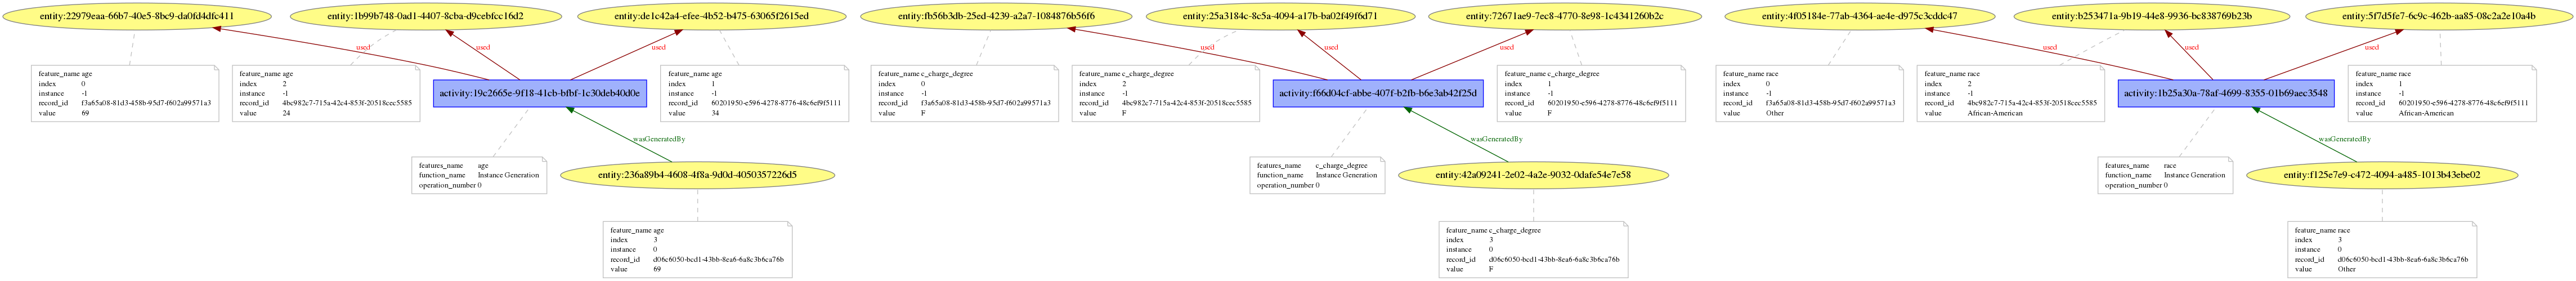 entity:22979eaa-66b7-40e5-8bc9-da0fd4dfc411
entity:1b99b748-0ad1-4407-8cba-d9cebfcc16d2
entity:de1c42a4-efee-4b52-b475-63065f2615ed
entity:fb56b3db-25ed-4239-a2a7-1084876b56f6
entity:25a3184c-8c5a-4094-a17b-ba02f49f6d71
entity:72671ae9-7ec8-4770-8e98-1c4341260b2c
entity:4f05184e-77ab-4364-ae4e-d975c3cddc47
entity:b253471a-9b19-44e8-9936-bc838769b23b
entity:5f7d5fe7-6c9c-462b-aa85-08c2a2e10a4b
used
used
used
used
used
used
used
used
used
feature_name age
index 0
instance -1
record_id f3a65a08-81d3-458b-95d7-f602a99571a3
value 69
feature_name age
index 2
instance -1
record_id 4bc982c7-715a-42c4-853f-20518cec5585
value 24
activity:19c2665e-9f18-41cb-bfbf-1c30deb40d0e
feature_name age
index 1
instance -1
record_id 60201950-e596-4278-8776-48c6ef9f5111
value 34
feature_name c_charge_degree
index 0
instance -1
record_id f3a65a08-81d3-458b-95d7-f602a99571a3
value F
feature_name c_charge_degree
index 2
instance -1
record_id 4bc982c7-715a-42c4-853f-20518cec5585
value F
activity:f66d04cf-abbe-407f-b2fb-b6e3ab42f25d
feature_name c_charge_degree
index 1
instance -1
record_id 60201950-e596-4278-8776-48c6ef9f5111
value F
feature_name race
index 0
instance -1
record_id f3a65a08-81d3-458b-95d7-f602a99571a3
value Other
feature_name race
index 2
instance -1
record_id 4bc982c7-715a-42c4-853f-20518cec5585
value African-American
activity:1b25a30a-78af-4699-8355-01b69aec3548
feature_name race
index 1
instance -1
record_id 60201950-e596-4278-8776-48c6ef9f5111
value African-American
wasGeneratedBy
wasGeneratedBy
wasGeneratedBy
features_name age
function_name Instance Generation
operation_number 0
entity:236a89b4-4608-4f8a-9d0d-4050357226d5
features_name c_charge_degree
function_name Instance Generation
operation_number 0
entity:42a09241-2e02-4a2e-9032-0dafe54e7e58
features_name race
function_name Instance Generation
operation_number 0
entity:f125e7e9-c472-4094-a485-1013b43ebe02
feature_name age
index 3
instance 0
record_id d06c6050-bcd1-43bb-8ea6-6a8c3b6ca76b
value 69
feature_name c_charge_degree
index 3
instance 0
record_id d06c6050-bcd1-43bb-8ea6-6a8c3b6ca76b
value F
feature_name race
index 3
instance 0
record_id d06c6050-bcd1-43bb-8ea6-6a8c3b6ca76b
value Other